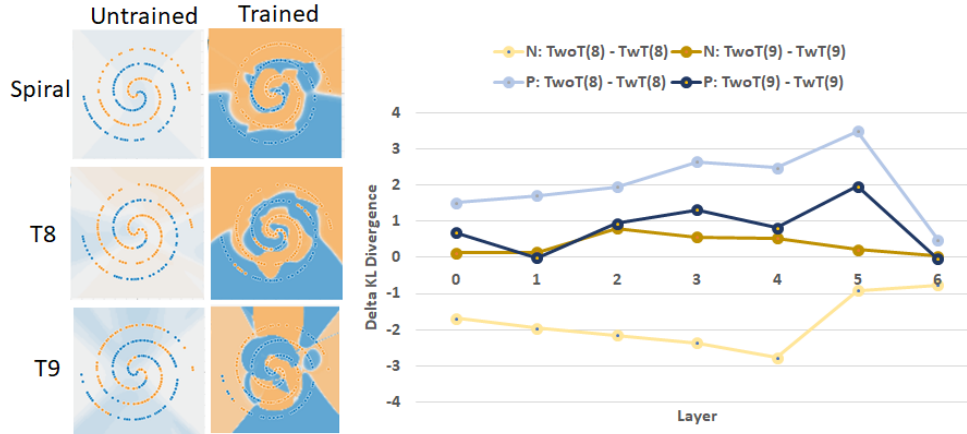 Untrained Trained
Spiral
T8
T9
N: TwoT(8) - TwT(8) N: TwoT(9) - TwT(9)
P: TwoT(8) - TwT(8) P: TwoT(9) - TwT(9)
Delta KL Divergence
4
3
2
1
0
0 1 2 3 4 5 6
-1
-2
-3
-4
Layer